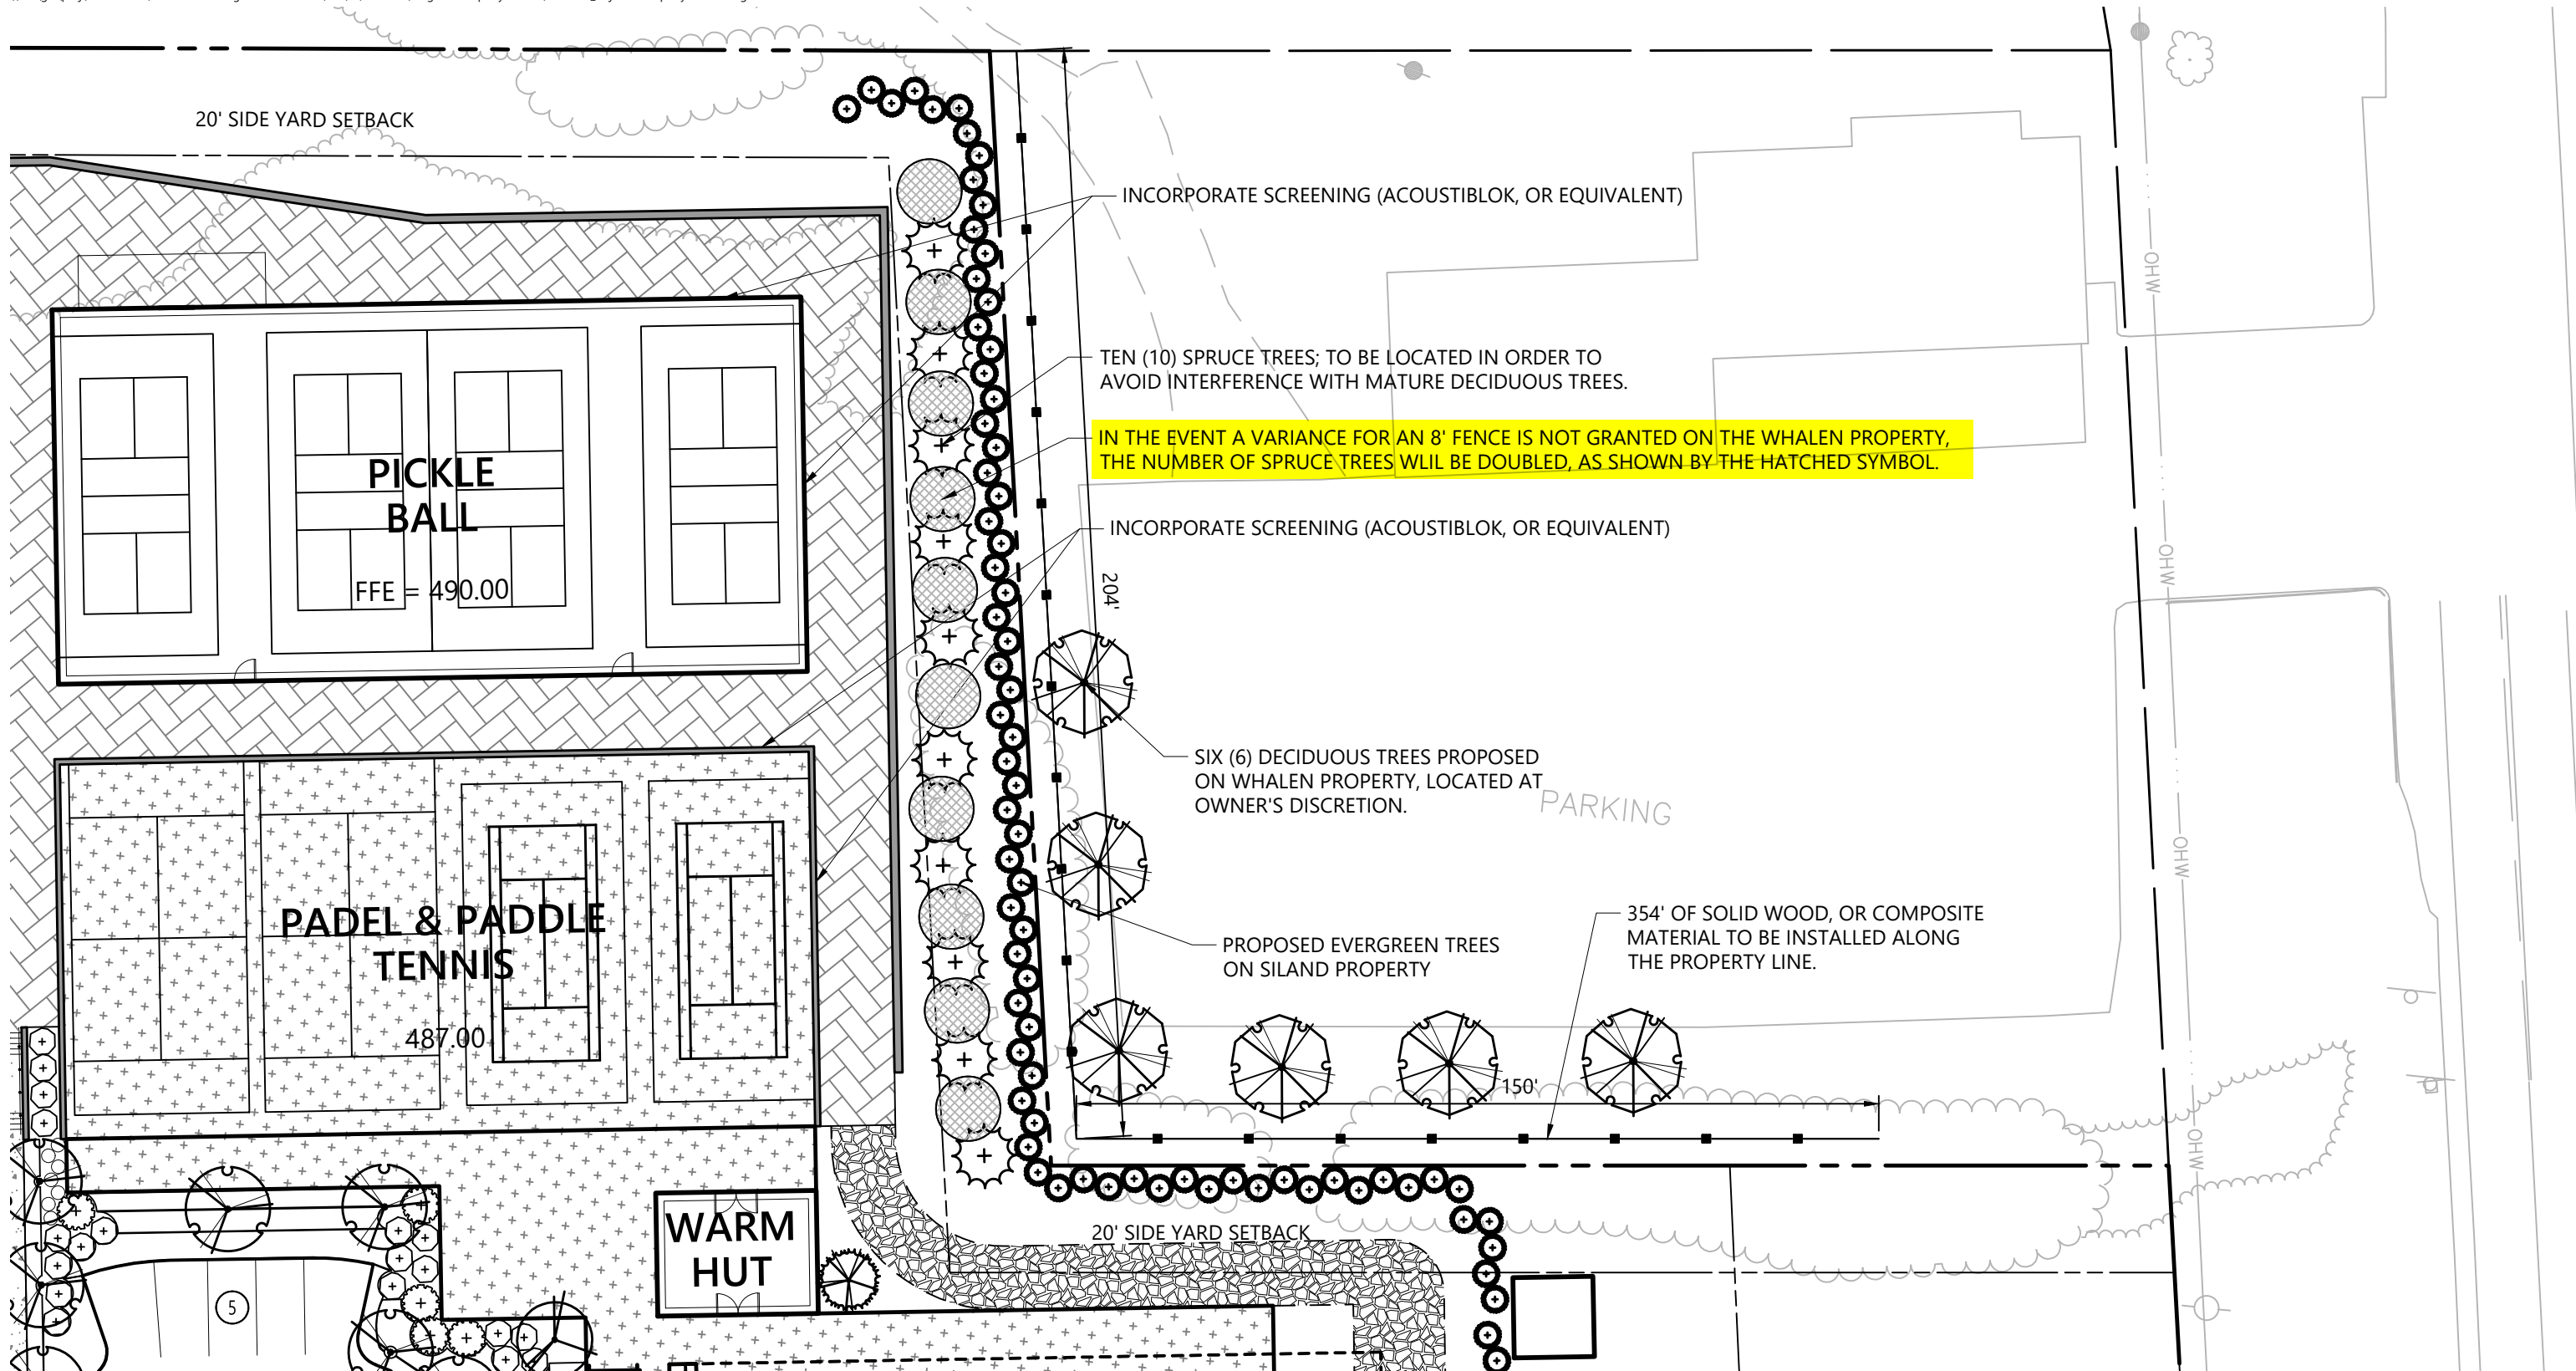 20' SIDE YARD SETBACK
INCORPORATE SCREENING (ACOUSTIBLOK, OR EQUIVALENT)
OHW
TEN (10) SPRUCE TREES; TO BE LOCATED IN ORDER TO
AVOID INTERFERENCE WITH MATURE DECIDUOUS TREES.
IN THE EVENT A VARIANCE FOR AN 8' FENCE IS NOT GRANTED ON THE WHALEN PROPERTY,
THE NUMBER OF SPRUCE TREES WLIL BE DOUBLED, AS SHOWN BY THE HATCHED SYMBOL.
PICKLE
BALL
FFE = 490.00
INCORPORATE SCREENING (ACOUSTIBLOK, OR EQUIVALENT)
OHW
204'
SIX (6) DECIDUOUS TREES PROPOSED
ON WHALEN PROPERTY, LOCATED AT
OWNER'S DISCRETION.
PARKING
OHW
PADEL & PADDLE
TENNIS
487.00
PROPOSED EVERGREEN TREES
ON SILAND PROPERTY
354' OF SOLID WOOD, OR COMPOSITE
MATERIAL TO BE INSTALLED ALONG
THE PROPERTY LINE.
150'
OHW
WARM
HUT
20' SIDE YARD SETBACK
5